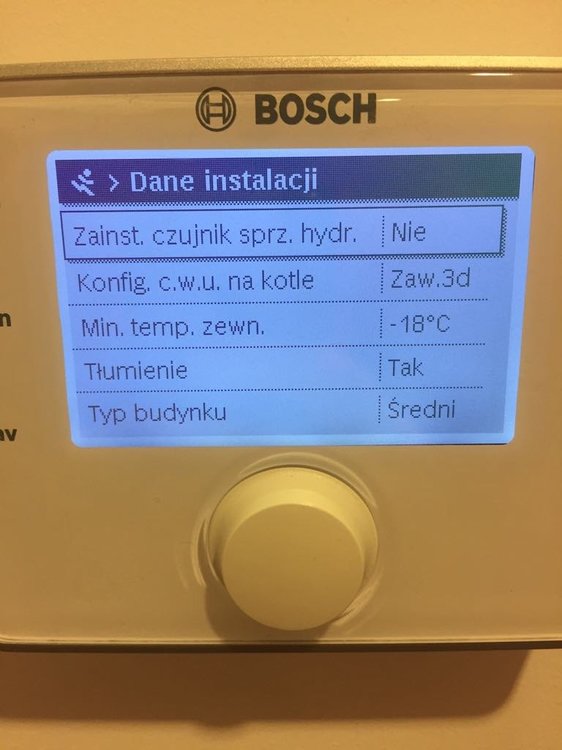 BOSCH
> Dane instalacji
Zainst. czujnik sprz. hydr. Nie
Konfig. c.w.u. na kotle Zaw.3d
n
Min. temp. zewn. -18°C
Tłumienie Tak
Typ budynku Średni
av